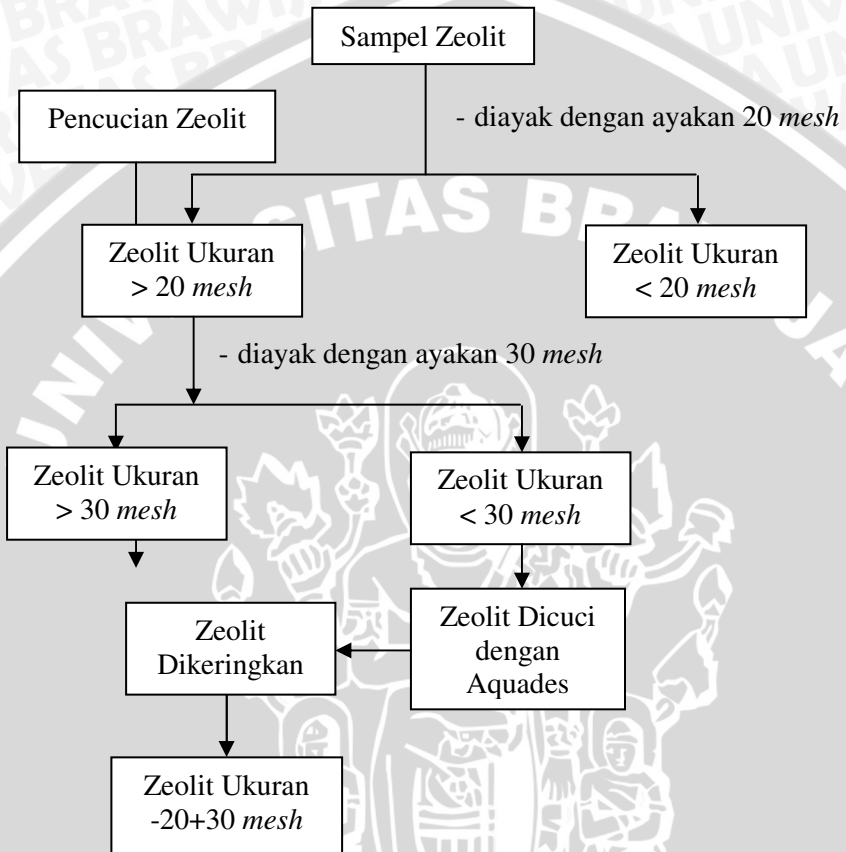 Sampel Zeolit
Pencucian Zeolit
- diayak dengan ayakan 20 mesh
SITAS BRA
Zeolit Ukuran
> 20 mesh
Zeolit Ukuran
< 20 mesh
- diayak dengan ayakan 30 mesh
Zeolit Ukuran
> 30 mesh
Zeolit Ukuran
< 30 mesh
Zeolit
Dikeringkan
Zeolit Dicuci
dengan
Aquades
Zeolit Ukuran
-20+30 mesh